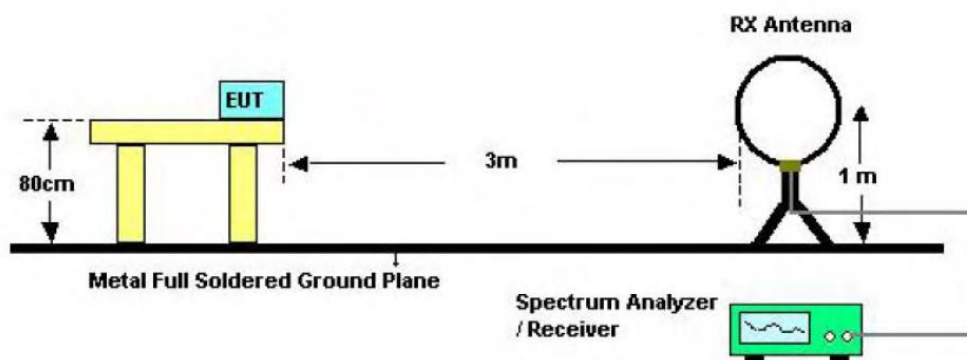 RX Antenna
EUT
3m
80cm
1 m
Metal Full Soldered Ground Plane
Spectrum Analyzer
/ Receiver